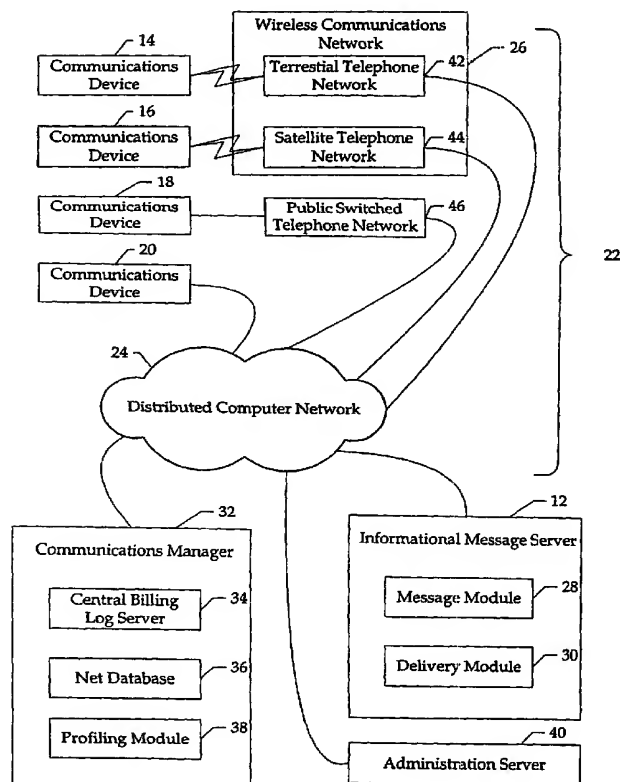 Wireless Communications
Network
14
26
Communications
Device
Terrestial Telephone
Network
42
16
Communications
Device
Satellite Telephone
Network
44
18
Communications
Device
Public Switched
Telephone Network
46
20
Communications
Device
22
24
Distributed Computer Network
32
Communications Manager
Central Billing
Log Server
34
Net Database
36
Profiling Module
38
12
Informational Message Server
Message Module
28
Delivery Module
30
40
Administration Server